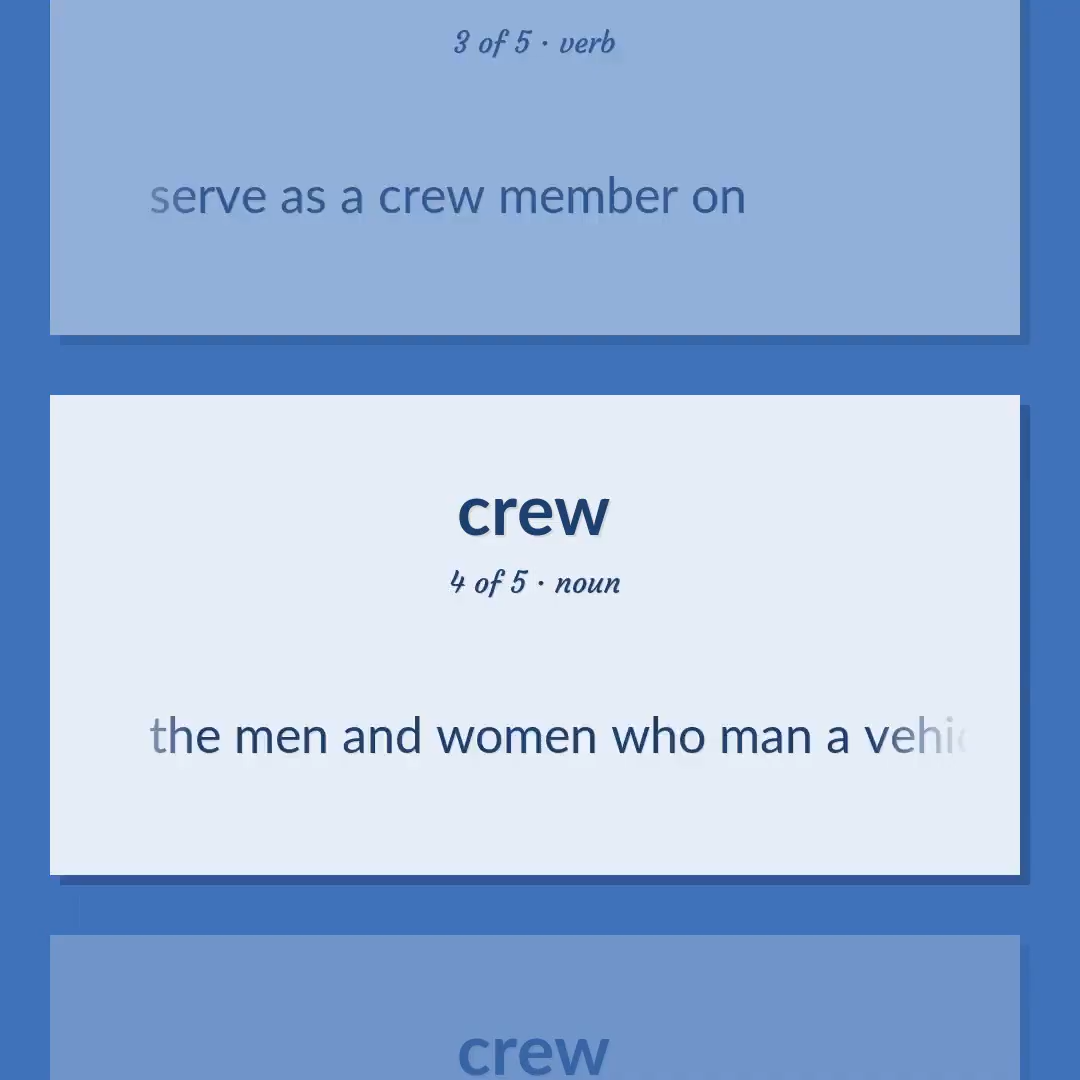 3 of 5 · verb
serve as a crew member on
crew
4 of 5 · noun
the men and women who man a
crew